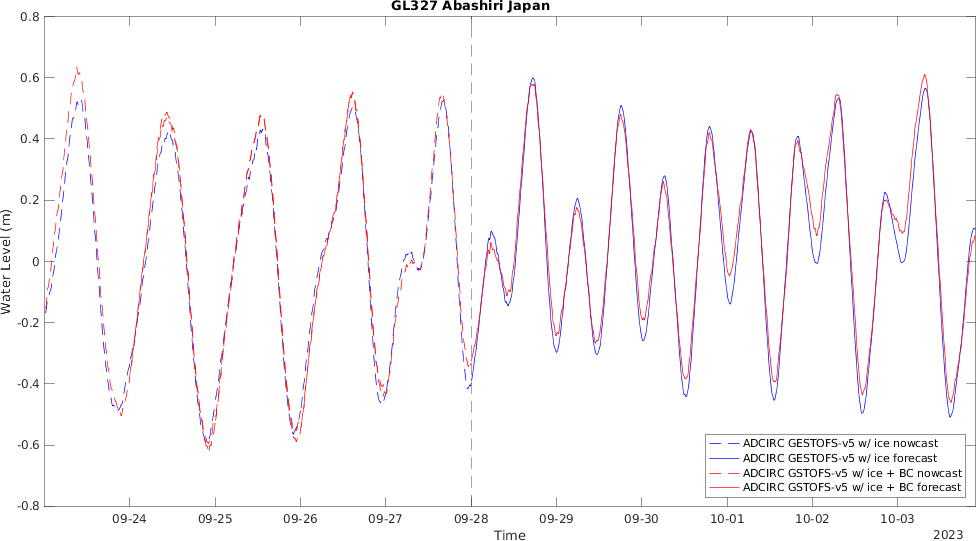 GL327 Abashiri Japan
0.8
0.6
0.4
0.2
0
-0.2
-0.4
-0.6
-0.8
Water Level (m)
ADCIRC GESTOFS-v5 w/ ice nowcast
ADCIRC GESTOFS-v5 w/ ice forecast
ADCIRC GSTOFS-v5 w/ ice + BC nowcast
ADCIRC GSTOFS-v5 w/ ice + BC forecast
09-24 09-25 09-26 09-27 09-28 09-29 09-30 10-01 10-02 10-03
Time
2023